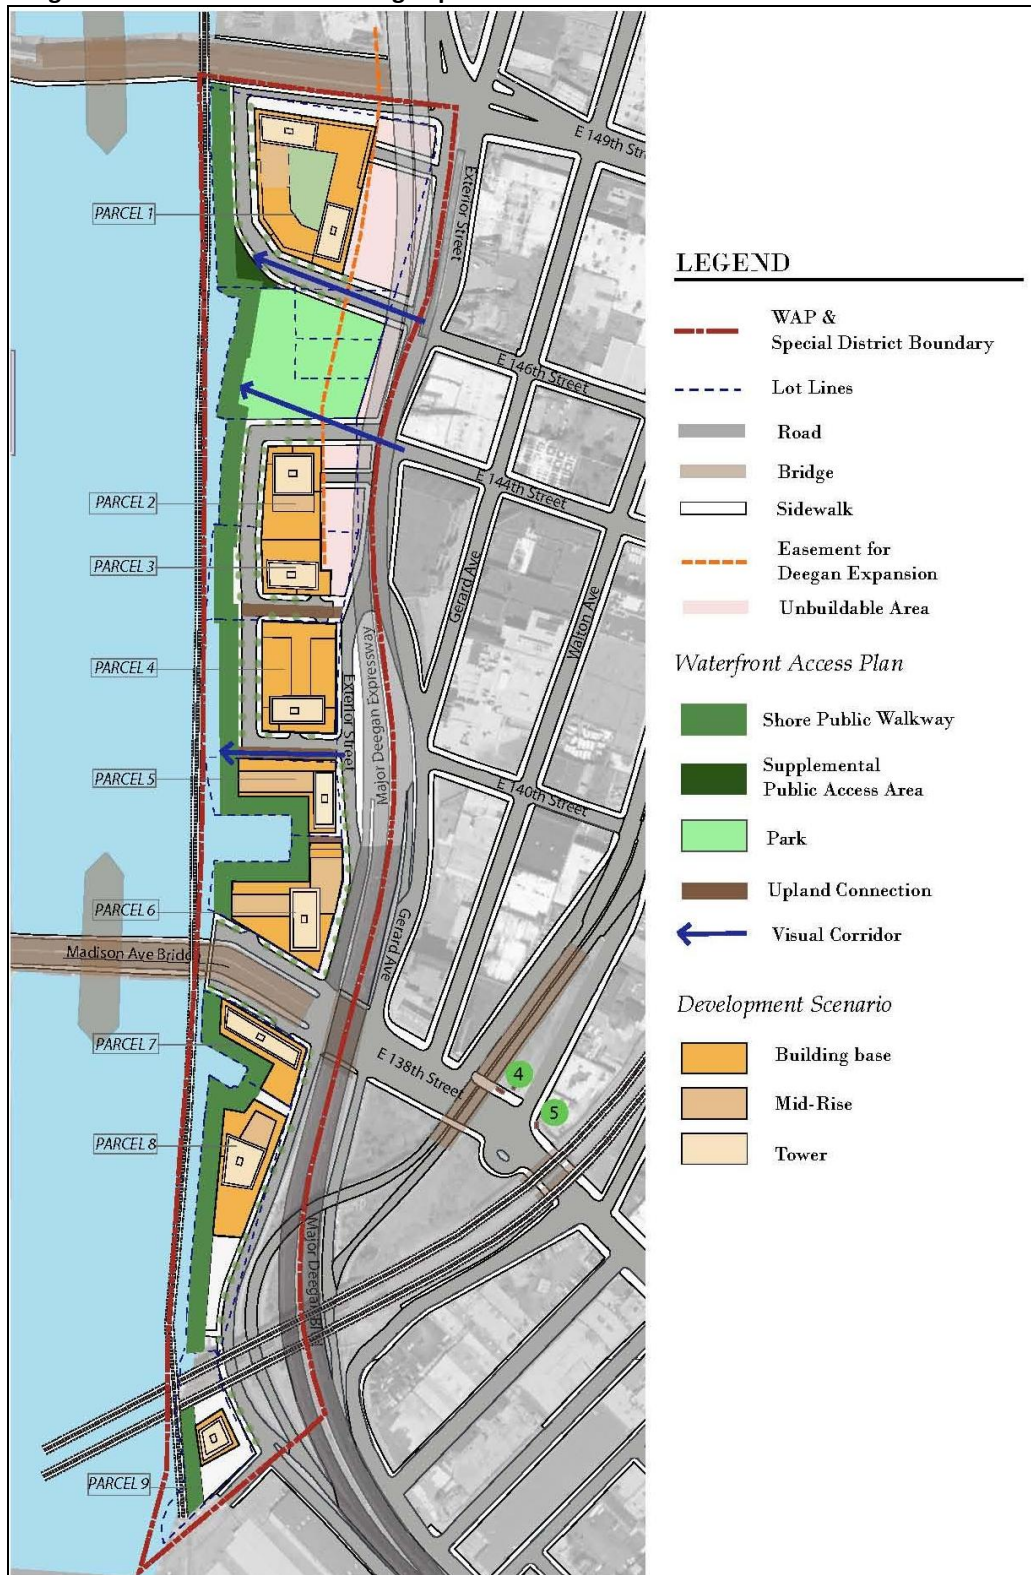 E 149th Str
Exterior Street
PARCEL 1
E 146th Street
E 144th Street
PARCEL 2
PARCEL 3
Gerard Ave
Walton Ave
PARCEL 4
Exterior Street
Major Deegan Expressway
PARCEL 5
E 140th Street
PARCEL 6
Gerard Ave
Madison Ave Bridg
PARCEL 7
E 138th Street
4
5
PARCEL 8
Major Deegan Bl
PARCEL 9
LEGEND
WAP &
Special District Boundary
Lot Lines
Road
Bridge
Sidewalk
Easement for
Deegan Expansion
Unbuildable Area
Waterfront Access Plan
Shore Public Walkway
Supplemental
Public Access Area
Park
Upland Connection
Visual Corridor
Development Scenario
Building base
Mid-Rise
Tower